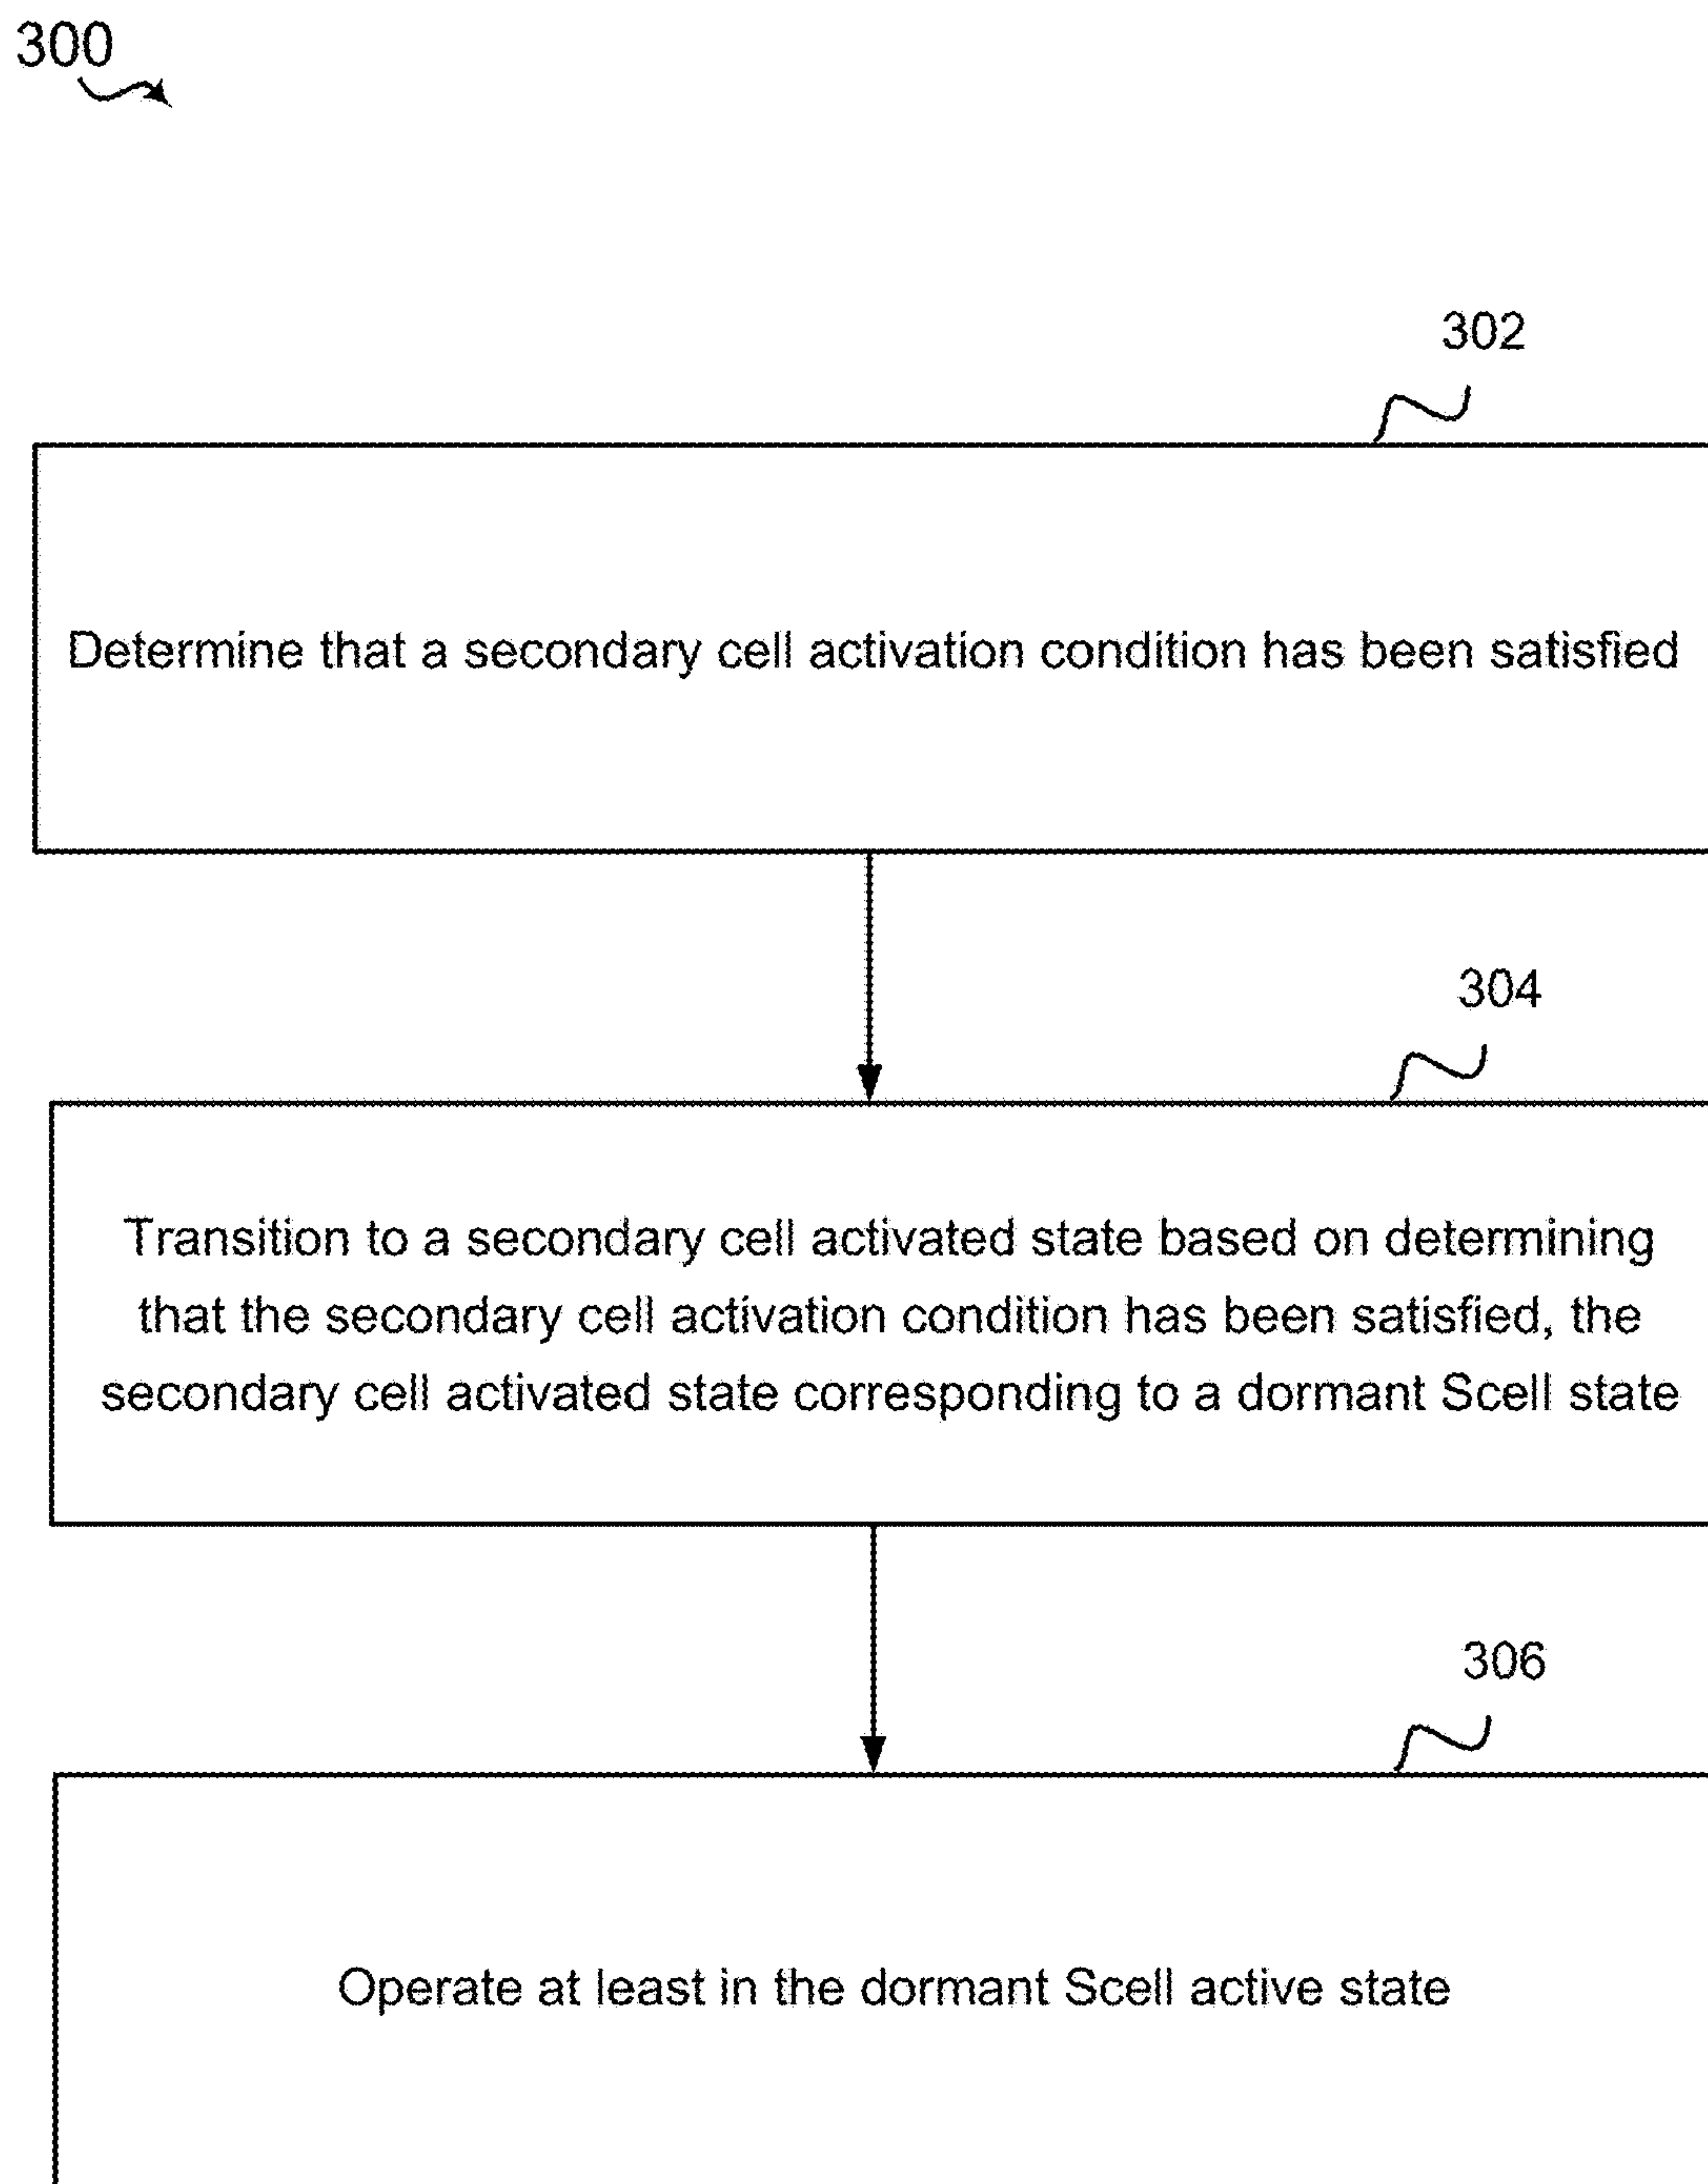 300
302
Determine that a secondary cell activation condition has been satisfied
304
Transition to a secondary cell activated state based on determining
that the secondary cell activation condition has been satisfied, the
secondary cell activated state corresponding to a dormant Scell state
306
Operate at least in the dormant Scell active state